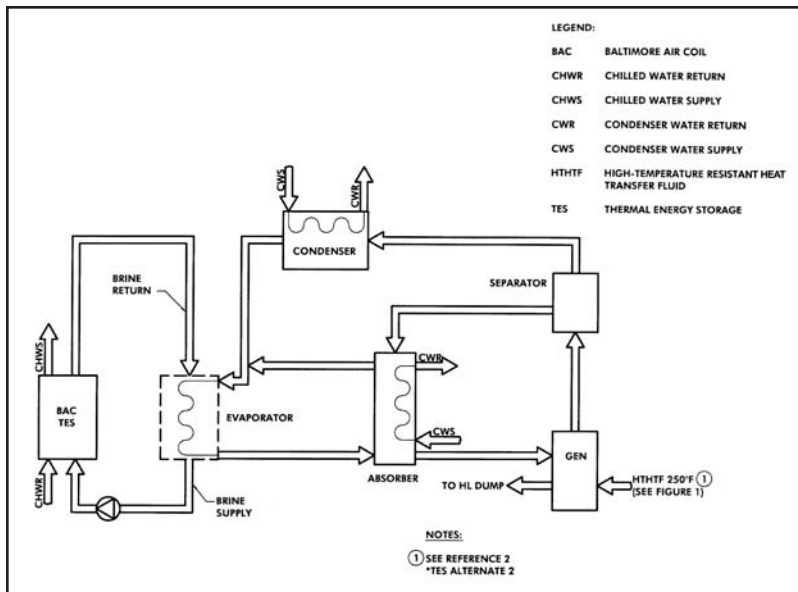 LEGEND:
BAC BALTIMORE AIR COIL
CHWR CHILLED WATER RETURN
CHWS CHILLED WATER SUPPLY
CWR CONDENSER WATER RETURN
CWS CONDENSER WATER SUPPLY
HTHTF HIGH-TEMPERATURE RESISTANT HEAT
TRANSFER FLUID
TES THERMAL ENERGY STORAGE
CWS
CWR
CONDENSER
SEPARATOR
BRINE
RETURN
CHWS
CWR
BAC
TES
EVAPORATOR
CWS
GEN
ABSORBER
TO HL DUMP
HTHTF 250°F 1
(SEE FIGURE 1)
CHWR
BRINE
SUPPLY
NOTES:
1 SEE REFERENCE 2
*TES ALTERNATE 2